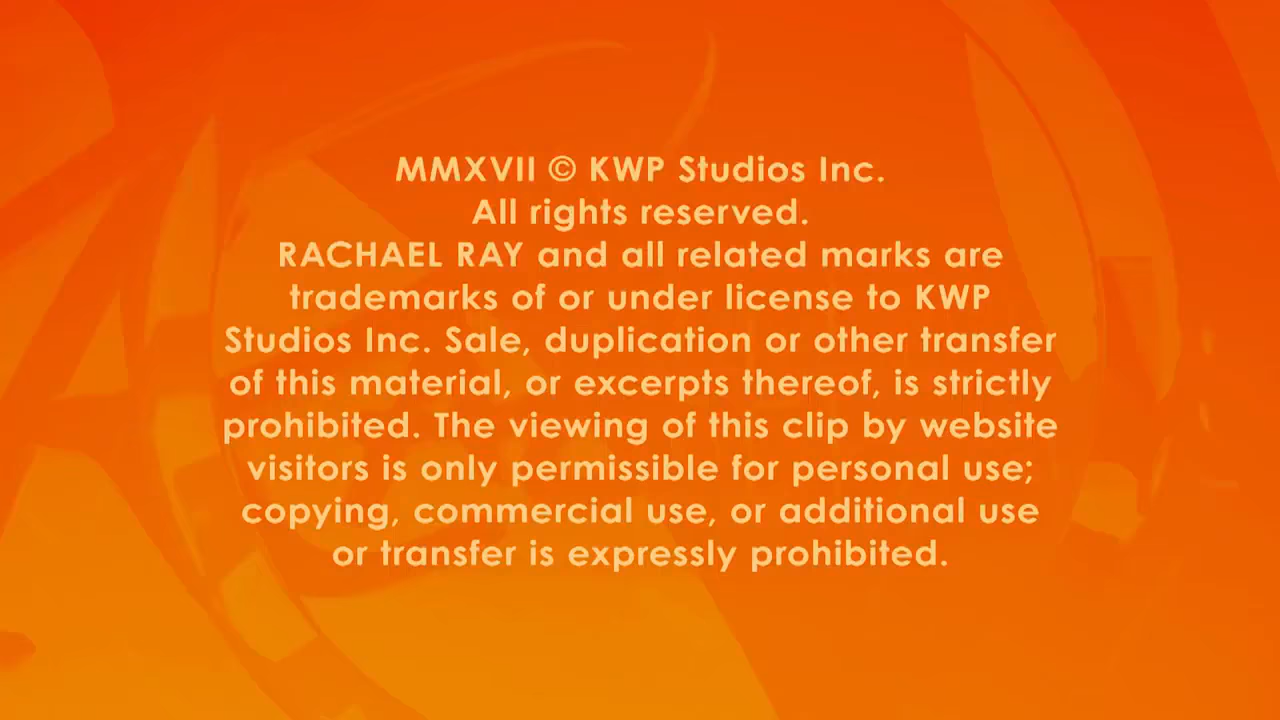 MMXVII © KWP Studios Inc.
All rights reserved.
RACHAEL RAY and all related marks are
trademarks of or under license to KWP
Studios Inc. Sale, duplication or other transfer
of this material, or excerpts thereof, is strictly
prohibited. The viewing of this clip by website
visitors is only permissible for personal use;
copying, commercial use, or additional use
or transfer is expressly prohibited.